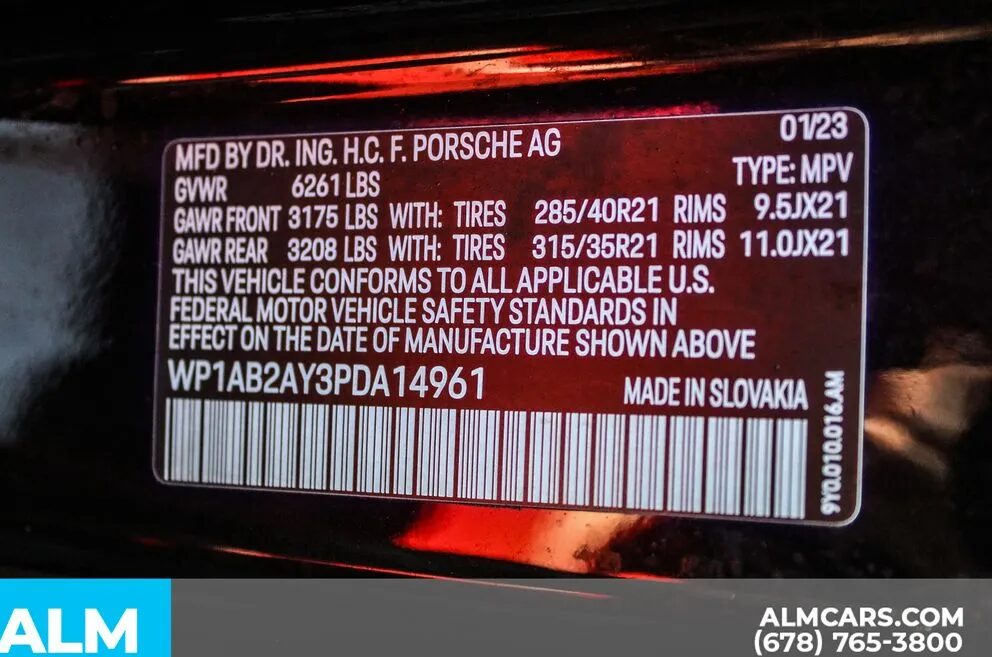 MFD BY DR. ING. H.C. F. PORSCHE AG 01/23
GVWR 6261 LBS TYPE: MPV
GAWR FRONT 3175 LBS WITH: TIRES 285/40R21 RIMS 9.5JX21
GAWR REAR 3208 LBS WITH: TIRES 315/35R21 RIMS 11.0JX21
THIS VEHICLE CONFORMS TO ALL APPLICABLE U.S.
FEDERAL MOTOR VEHICLE SAFETY STANDARDS IN
EFFECT ON THE DATE OF MANUFACTURE SHOWN ABOVE
WP1AB2AY3PDA14961 MADE IN SLOVAKIA
9Y0.010.016.AM
ALM
ALMCARS.COM
(678) 765-3800